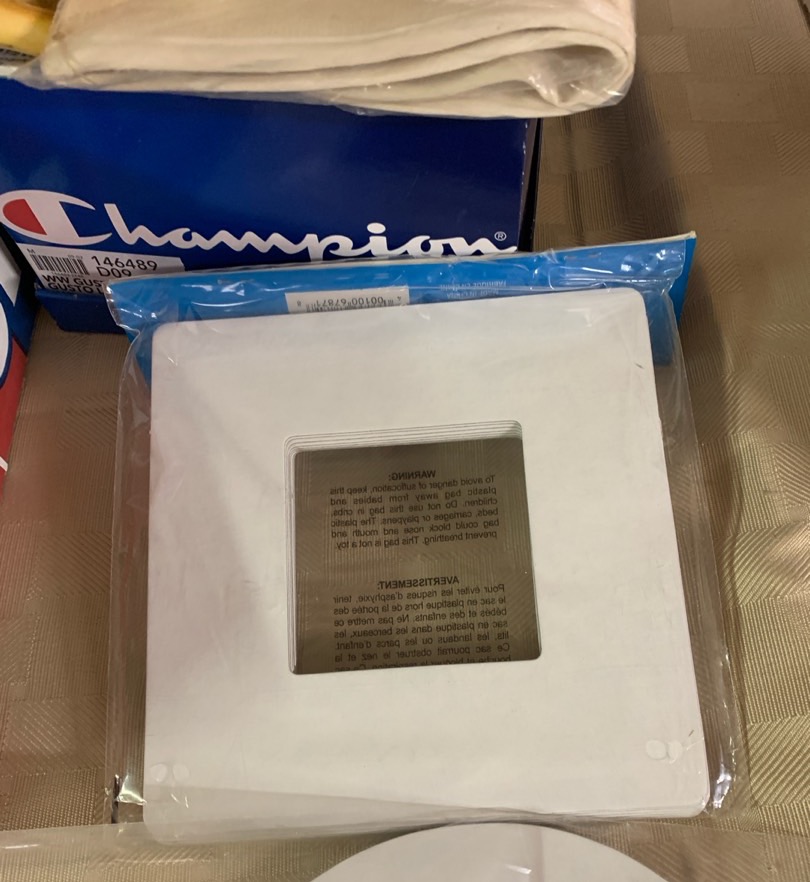 Champion®
M
146489
D09
WW GUS
GUSTO
WARNING:
To avoid danger of suffocation, keep this
plastic bag away from babies and
children. Do not use this bag in cribs,
beds, carriages or playpens. The plastic
bag could block nose and mouth and
prevent breathing. This bag is not a toy.
AVERTISSEMENT:
Pour éviter les risques d'asphyxie, tenir
le sac en plastique hors de la portée des
bébés et des enfants. Ne pas mettre ce
sac en plastique dans les berceaux, les
lits, les landaus ou les parcs d'enfant.
Ce sac pourrait obstruer le nez et la